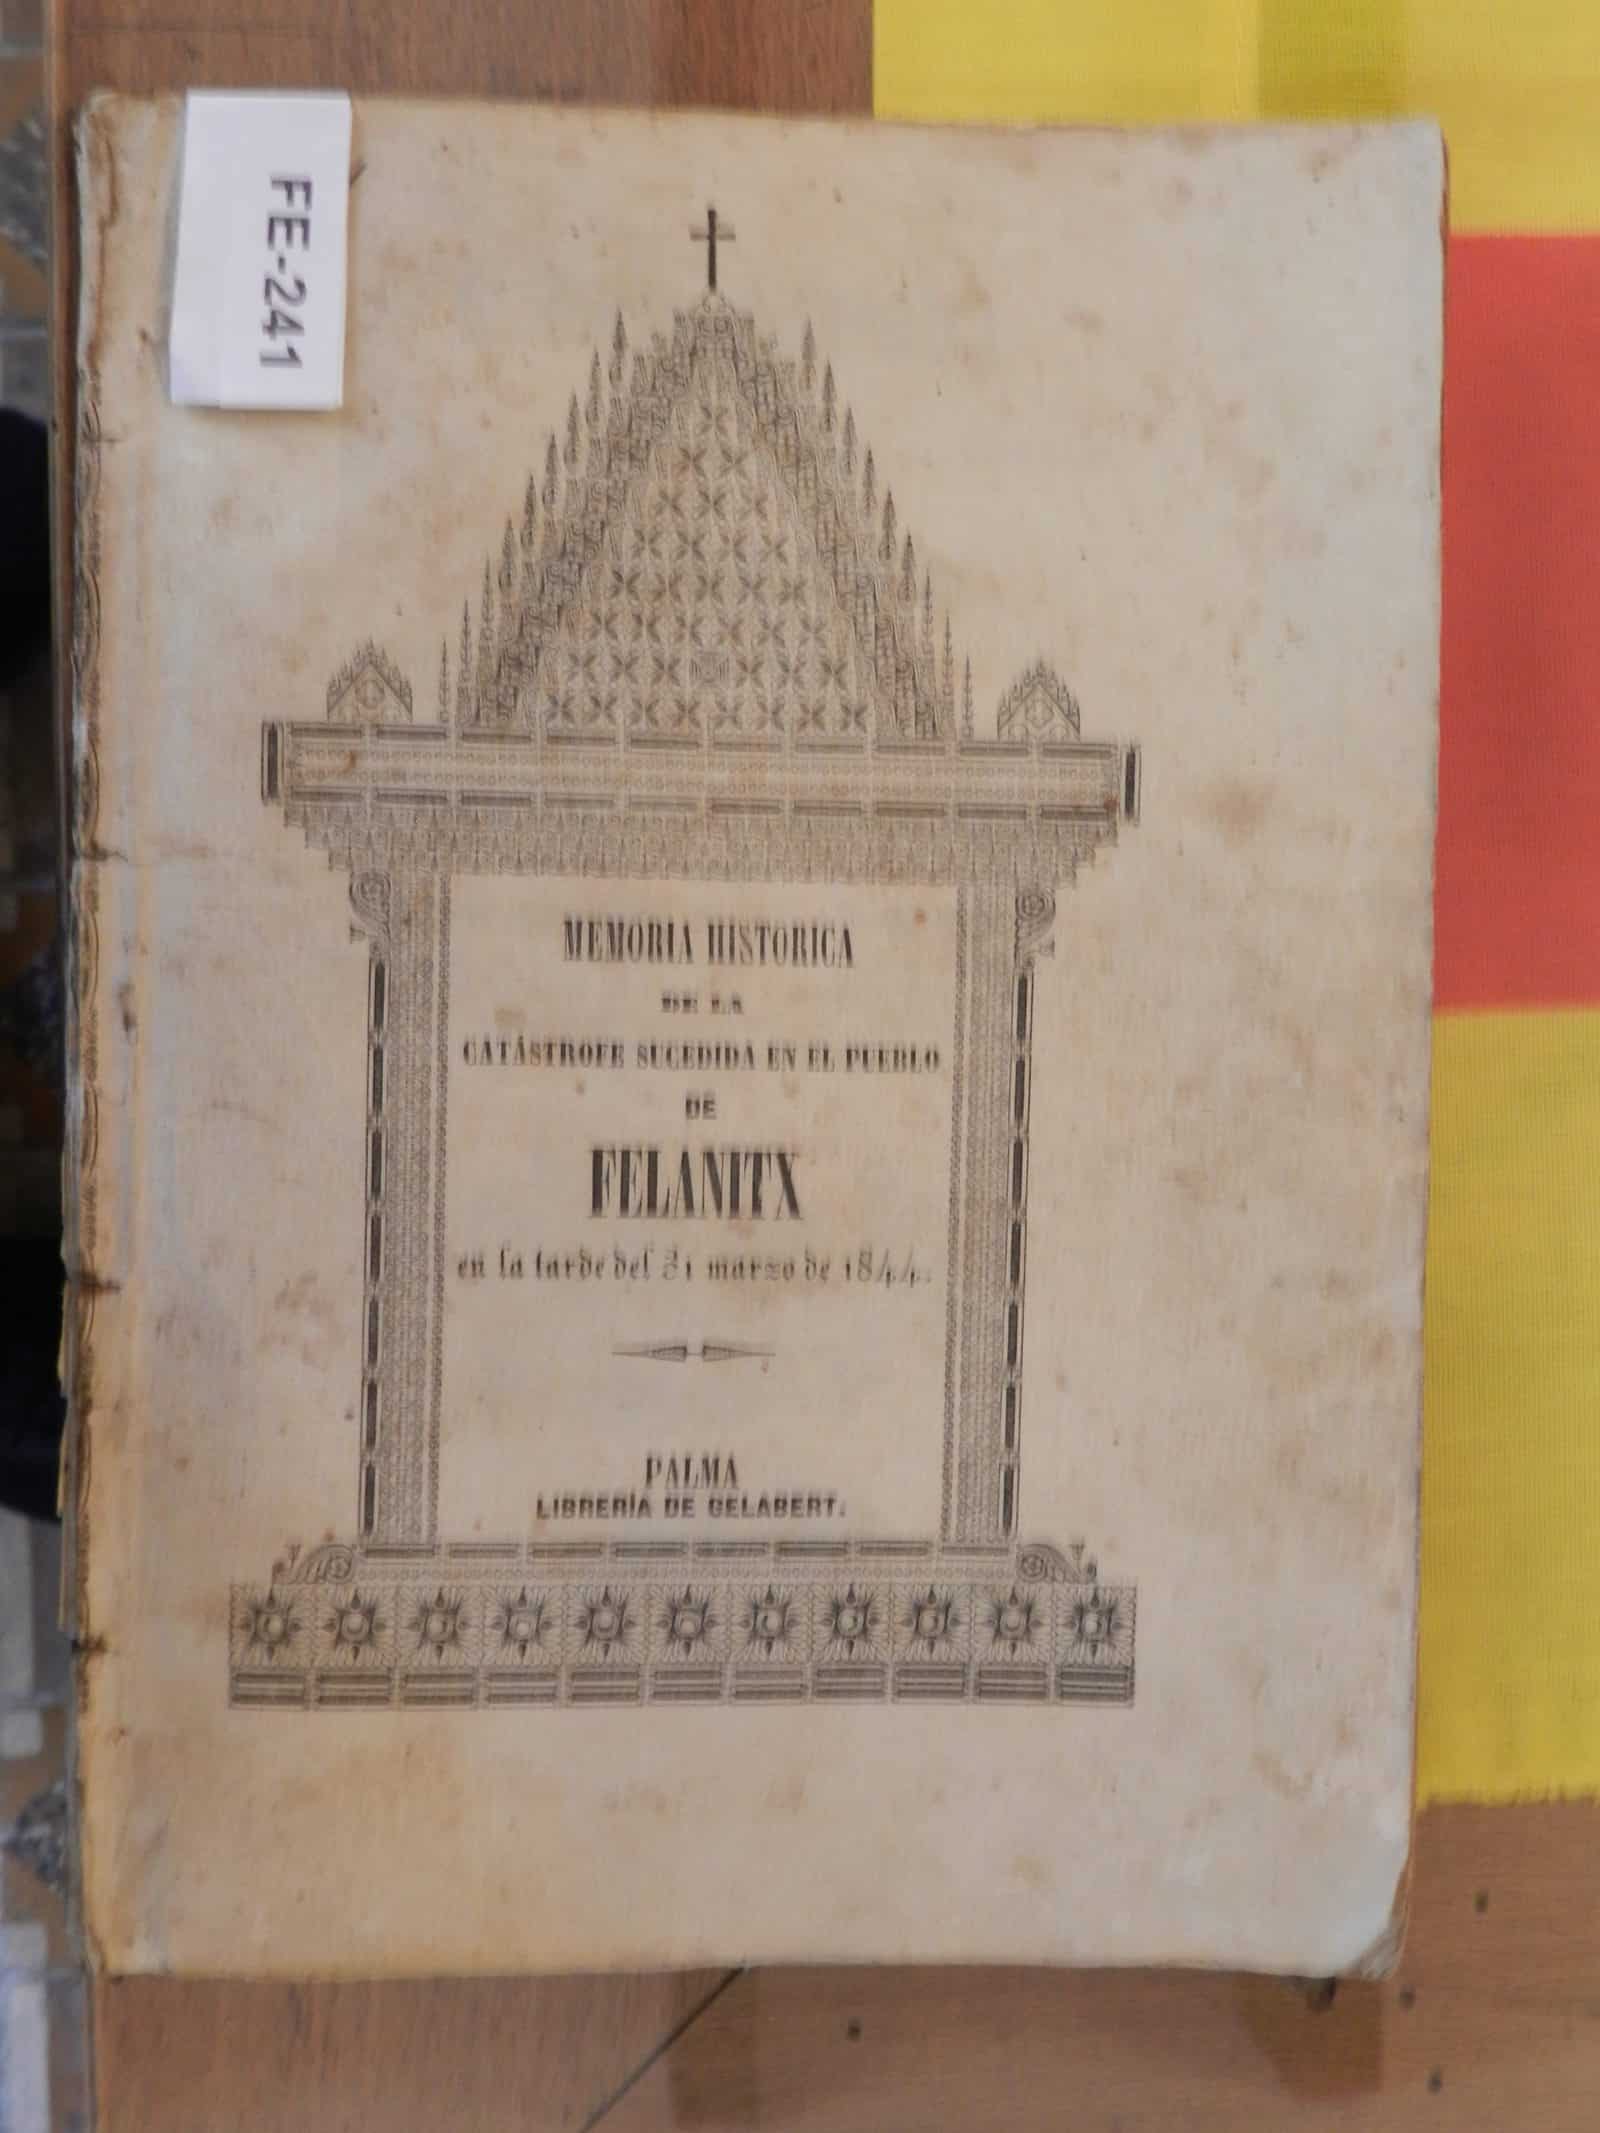 FE-241
MEMORIA HISTORICA
DE LA
CATÁSTROFE SUCEDIDA EN EL PUEBLO
DE
FELANITX
en la tarde del 31 marzo de 1844.
PALMA
LIBRERÍA DE GELABERT.